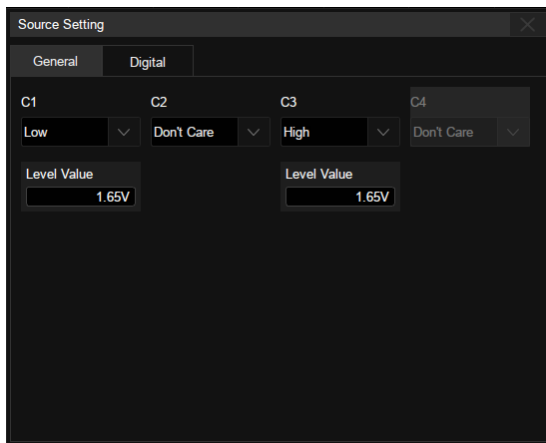 Source Setting
General Digital
C1 C2 C3 C4
Low Don't Care High Don't Care
Level Value Level Value
1.65V 1.65V